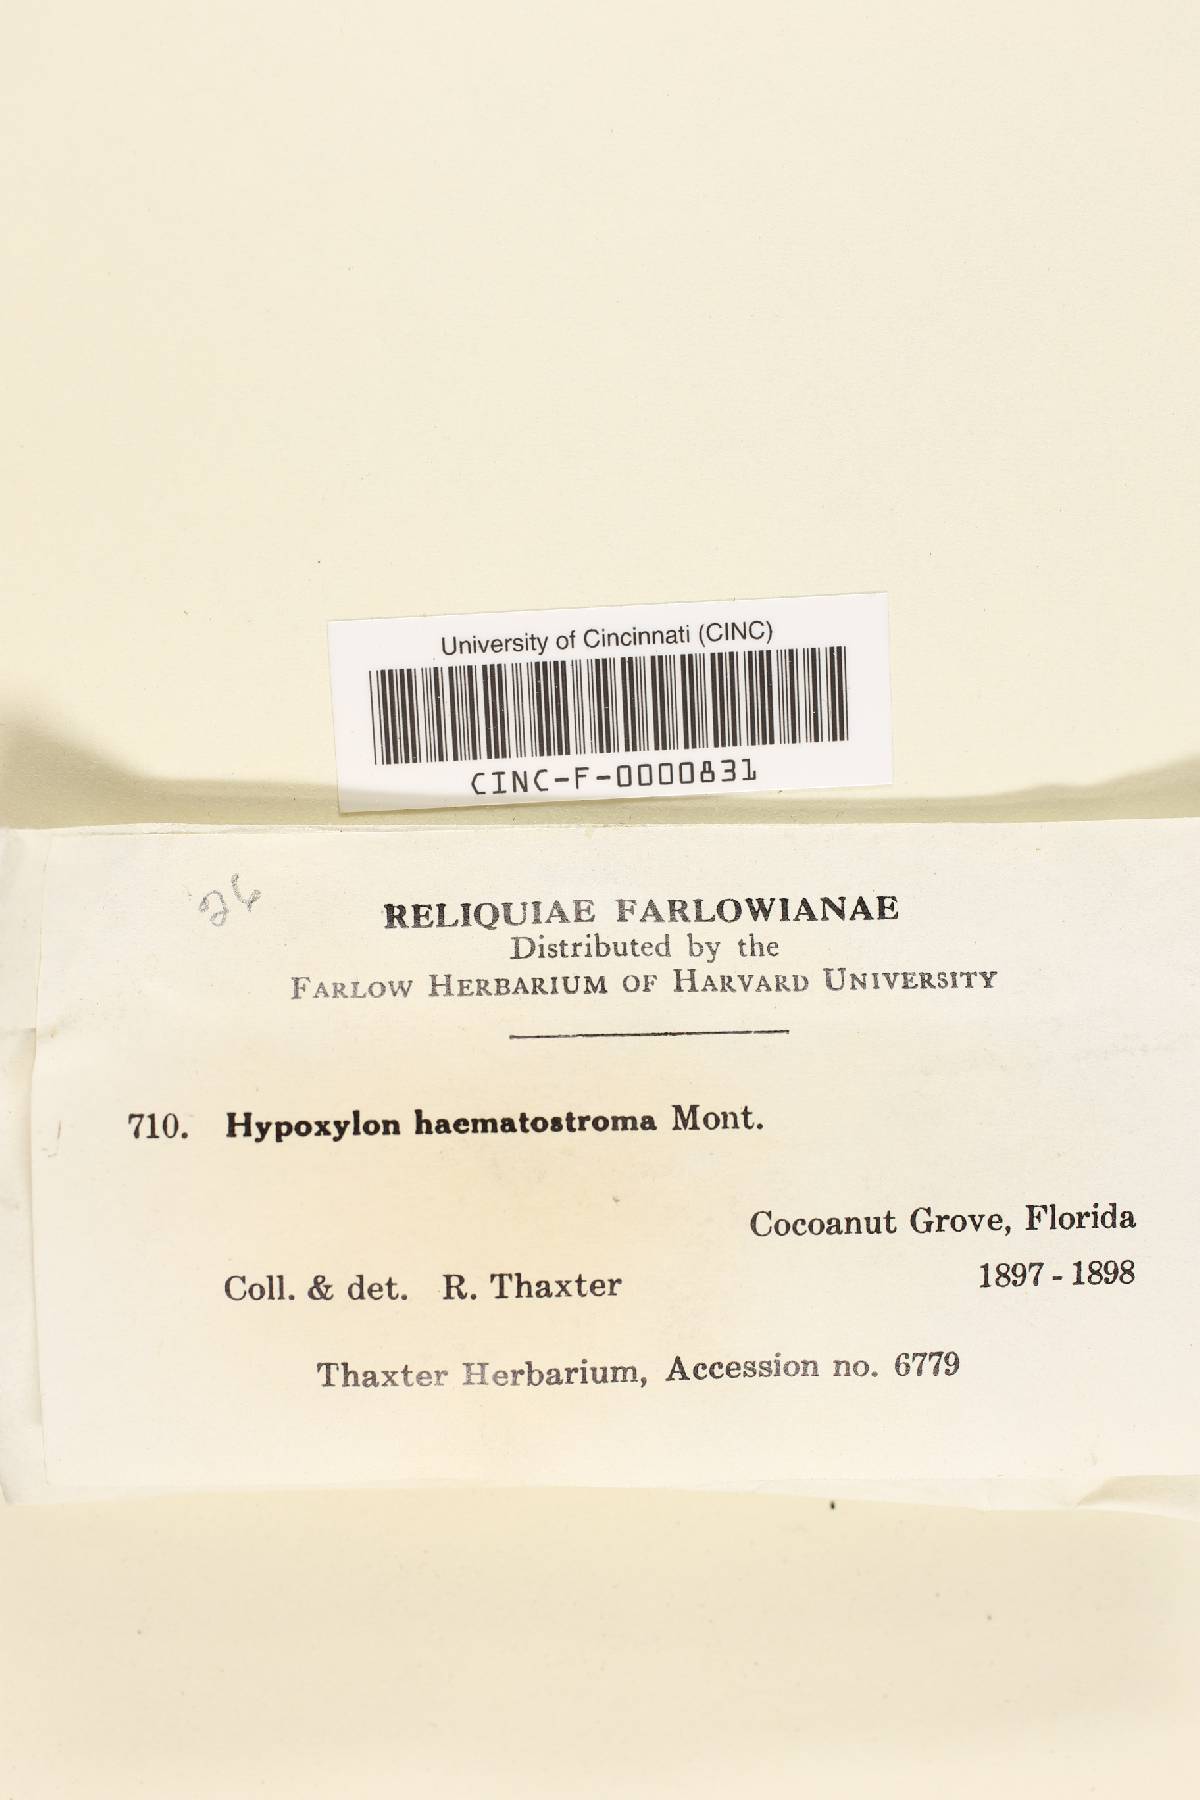 University of Cincinnati (CINC)
CINC-F-0000831
26
RELIQUIAE FARLOWIANAE
Distributed by the
FARLOW HERBARIUM OF HARVARD UNIVERSITY
710. Hypoxylon haematostroma Mont.
Cocoanut Grove, Florida
Coll. & det. R. Thaxter 1897 - 1898
Thaxter Herbarium, Accession no. 6779